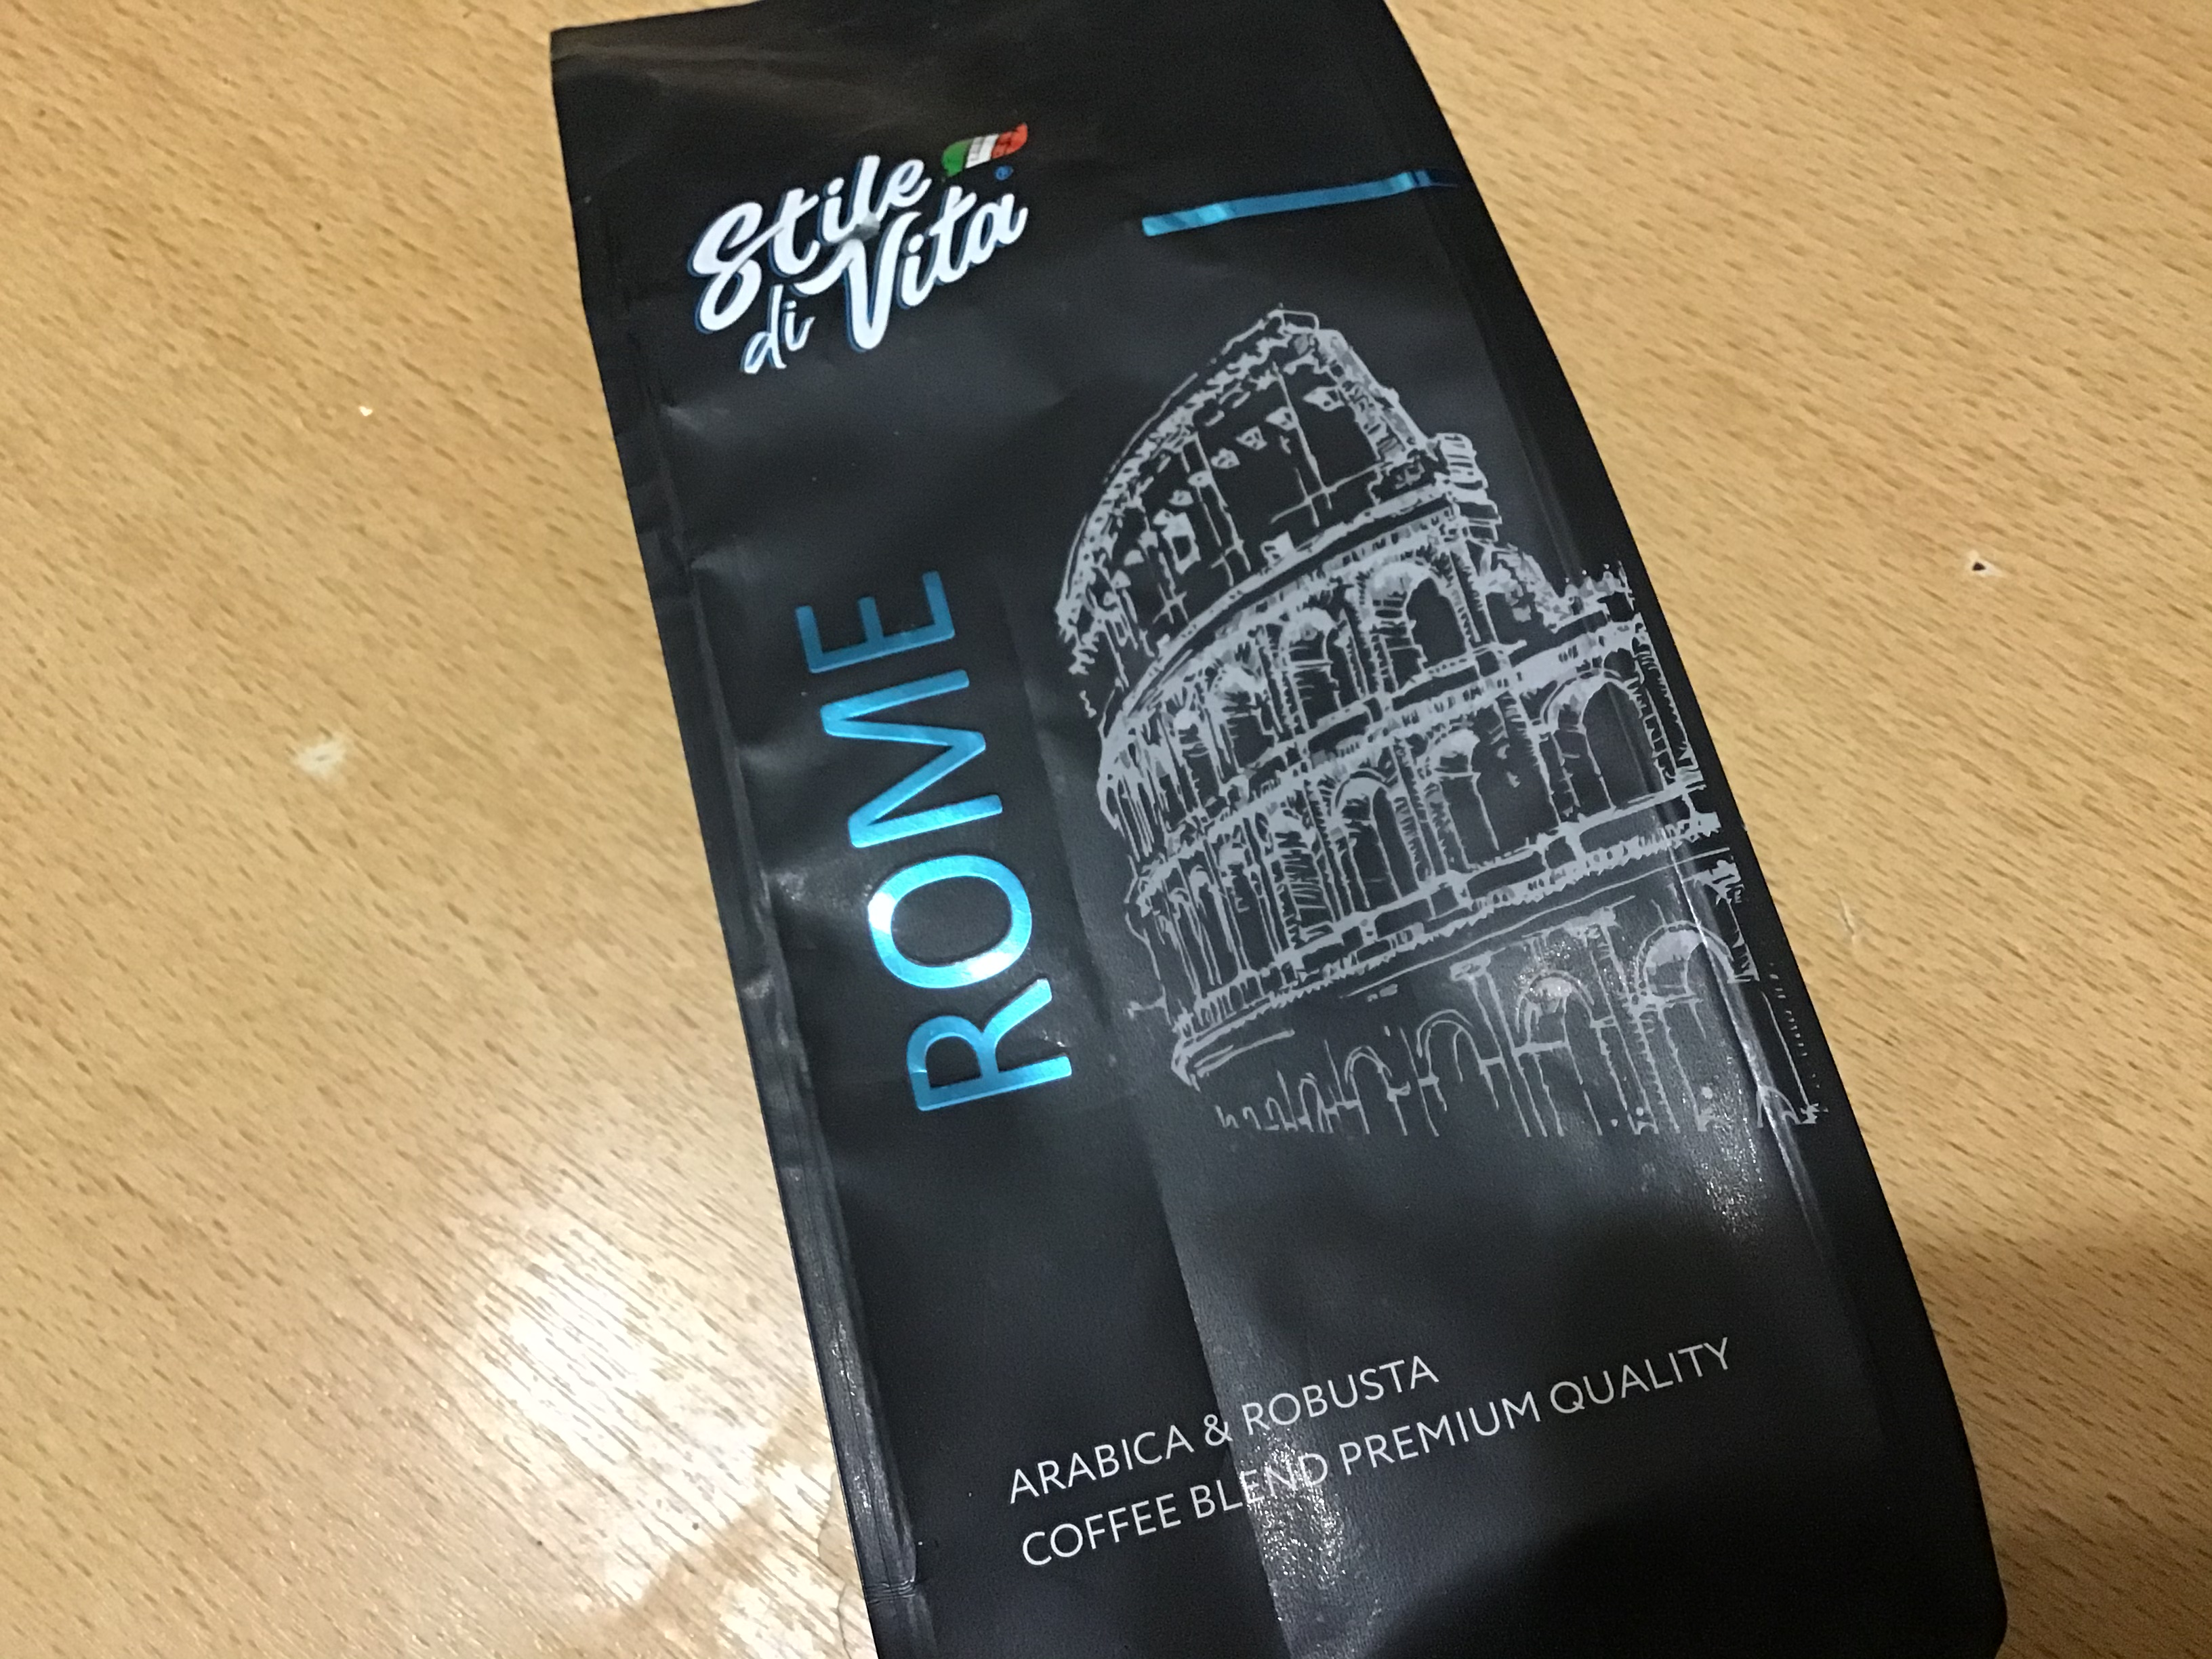 Stile
di Vita
®
ROME
ARABICA & ROBUSTA
COFFEE BLEND PREMIUM QUALITY